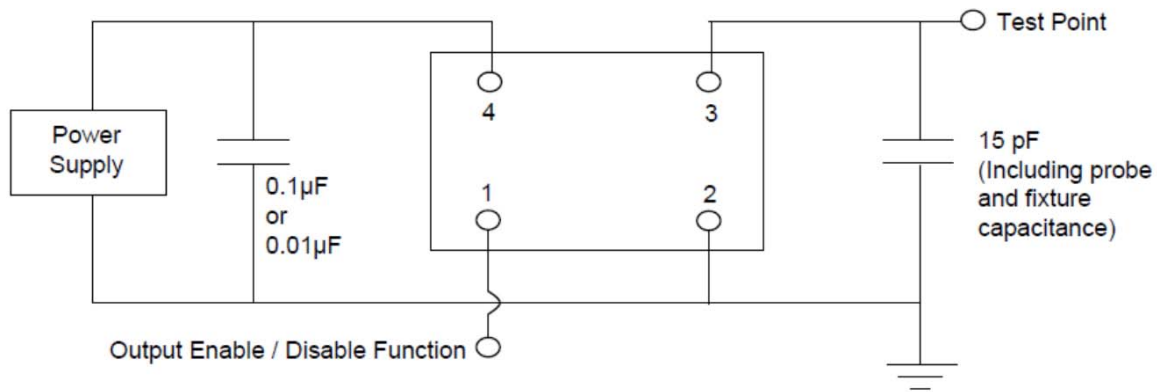 Test Point
Power
Supply
0.1µF
or
0.01µF
4
3
1
2
15 pF
(Including probe
and fixture
capacitance)
Output Enable / Disable Function